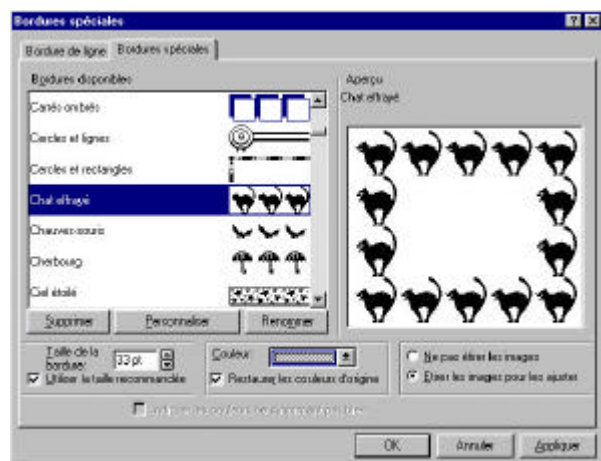 Bordures spéciales
Bordure de ligne Bordures spéciales
Bordures disponibles
Carrés ombrés
Cercles et lignes
Cercles et rectangles
Chat effrayé
Chauves-souris
Cherbourg
Ciel étoilé
Supprimer Personnaliser Renommer
Aperçu
Chat effrayé
Taille de la
bordure: 33 pt
Utiliser la taille recommandée
Couleur:
Restaurer les couleurs d'origine
Ne pas étirer les images
Etirer les images pour les ajuster
OK Annuler Appliquer